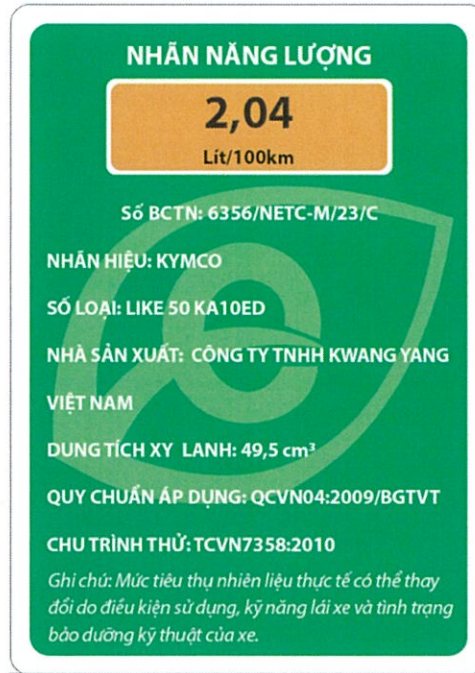 NHÃN NĂNG LƯỢNG
2,04
Lít/100km
Số BCTN: 6356/NETC-M/23/C
NHÃN HIỆU: KYMCO
SỐ LOẠI: LIKE 50 KA10ED
NHÀ SẢN XUẤT: CÔNG TY TNHH KWANG YANG
VIỆT NAM
DUNG TÍCH XY LANH: 49,5 cm³
QUY CHUẨN ÁP DỤNG: QCVN04:2009/BGTVT
CHU TRÌNH THỬ: TCVN7358:2010
Ghi chú: Mức tiêu thụ nhiên liệu thực tế có thể thay
đổi do điều kiện sử dụng, kỹ năng lái xe và tình trạng
bảo dưỡng kỹ thuật của xe.